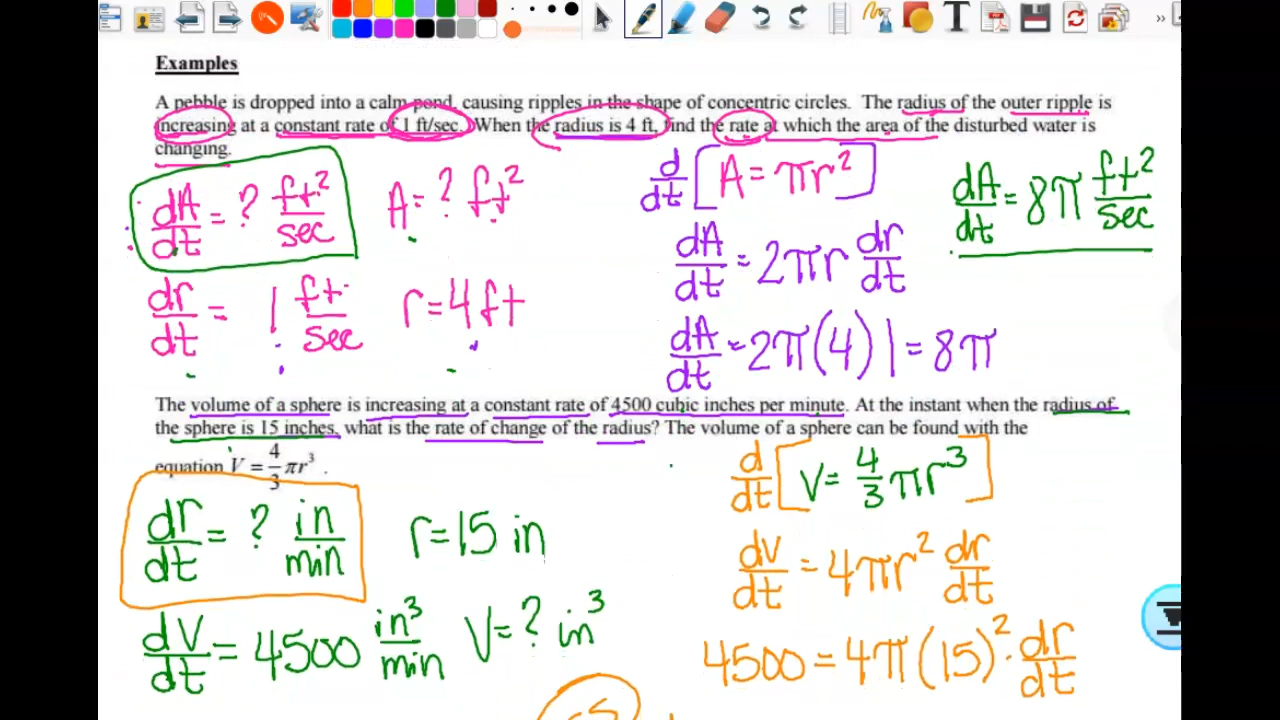 Examples
A pebble is dropped into a calm pond, causing ripples in the shape of concentric circles. The radius of the outer ripple is
increasing at a constant rate of 1 ft/sec. When the radius is 4 ft, find the rate at which the area of the disturbed water is
changing.
dA/dt = ? ft²/sec
A = ? ft²
dr/dt = 1 ft/sec
r = 4 ft
d/dt [A = πr²]
dA/dt = 2πr dr/dt
dA/dt = 2π(4) 1 = 8π
dA/dt = 8π ft²/sec
The volume of a sphere is increasing at a constant rate of 4500 cubic inches per minute. At the instant when the radius of
the sphere is 15 inches, what is the rate of change of the radius? The volume of a sphere can be found with the
equation V = 4/3 πr³ .
dr/dt = ? in/min
r = 15 in
dV/dt = 4500 in³/min
V = ? in³
d/dt [V = 4/3 πr³]
dV/dt = 4πr² dr/dt
4500 = 4π(15)² · dr/dt